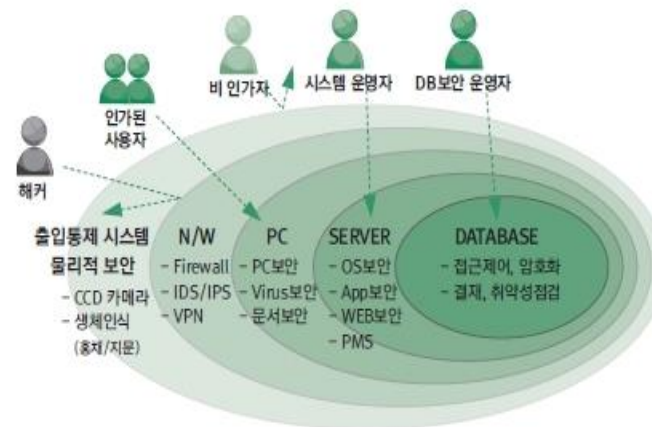 비 인가자
시스템 운영자
DB보안 운영자
인가된
사용자
해커
출입통제 시스템
물리적 보안
- CCD 카메라
- 생체인식
(홍채/지문)
N/W
- Firewall
- IDS/IPS
- VPN
PC
- PC보안
- Virus보안
- 문서보안
SERVER
- OS보안
- App보안
- WEB보안
- PMS
DATABASE
- 접근제어, 암호화
- 결재, 취약성점검